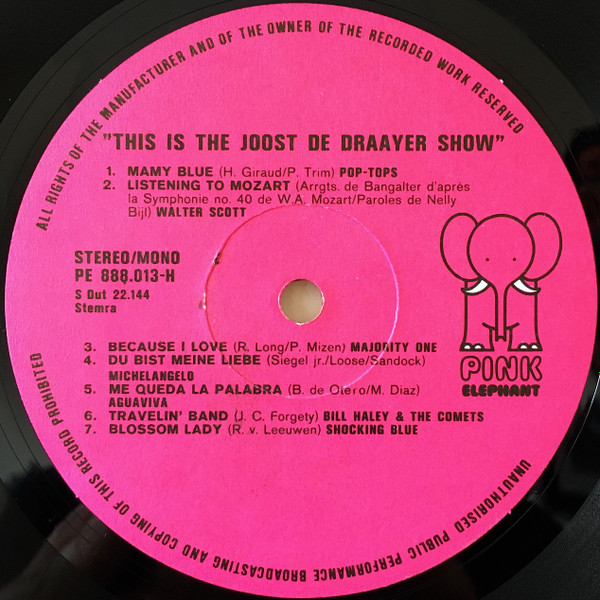 ALL RIGHTS OF THE MANUFACTURER AND OF THE OWNER OF THE RECORDED WORK RESERVED
"THIS IS THE JOOST DE DRAAYER SHOW"
1. MAMY BLUE (H. Giraud/P. Trim) POP-TOPS
2. LISTENING TO MOZART (Arrgts. de Bangalter d'après
la Symphonie no. 40 de W.A. Mozart/Paroles de Nelly
Bijl) WALTER SCOTT
STEREO/MONO
PE 888.013-H
S Dut 22.144
Stemra
3. BECAUSE I LOVE (R. Long/P. Mizen) MAJORITY ONE
4. DU BIST MEINE LIEBE (Siegel jr./Loose/Sandock)
MICHELANGELO
5. ME QUEDA LA PALABRA (B. de Otero/M. Diaz)
AGUAVIVA
6. TRAVELIN' BAND (J. C. Forgety) BILL HALEY & THE COMETS
7. BLOSSOM LADY (R. v. Leeuwen) SHOCKING BLUE
PINK
ELEPHANT
UNAUTHORISED PUBLIC PERFORMANCE BROADCASTING AND COPYING OF THIS RECORD PROHIBITED